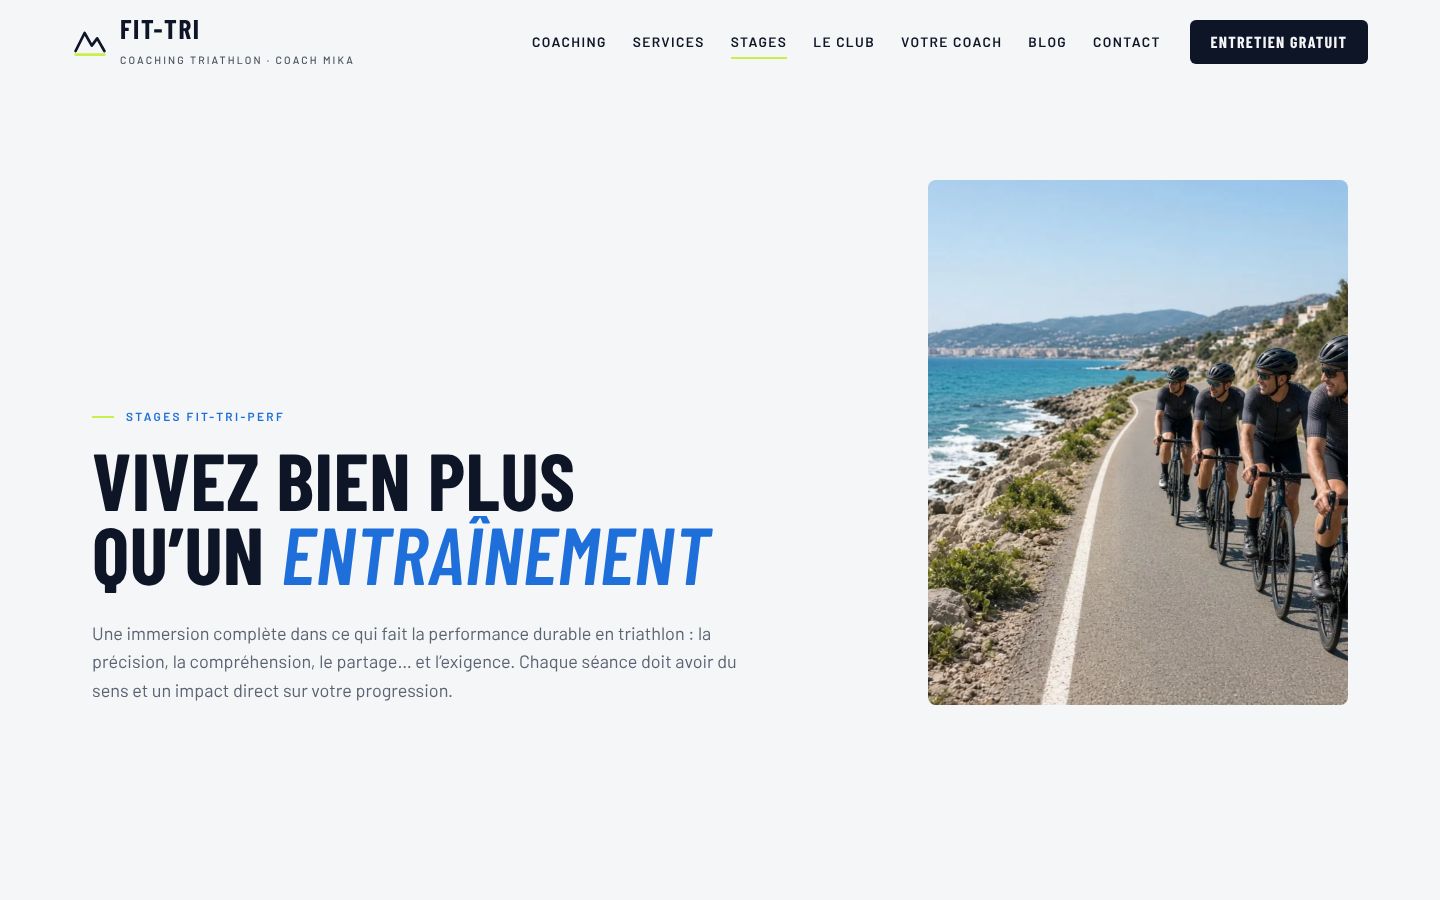 FIT-TRI
COACHING TRIATHLON · COACH MIKA
COACHING
SERVICES
STAGES
LE CLUB
VOTRE COACH
BLOG
CONTACT
ENTRETIEN GRATUIT
STAGES FIT-TRI-PERF
VIVEZ BIEN PLUS
QU’UN ENTRAÎNEMENT
Une immersion complète dans ce qui fait la performance durable en triathlon : la
précision, la compréhension, le partage… et l’exigence. Chaque séance doit avoir du
sens et un impact direct sur votre progression.